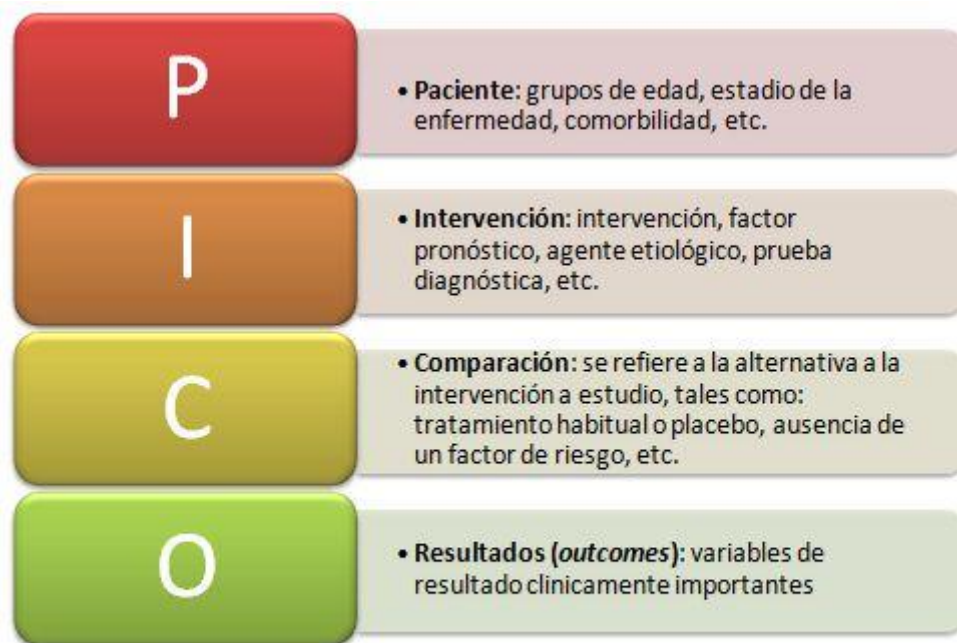 P
• Paciente: grupos de edad, estadio de la
enfermedad, comorbilidad, etc.
I
• Intervención: intervención, factor
pronóstico, agente etiológico, prueba
diagnóstica, etc.
C
• Comparación: se refiere a la alternativa a la
intervención a estudio, tales como:
tratamiento habitual o placebo, ausencia de
un factor de riesgo, etc.
O
• Resultados (outcomes): variables de
resultado clinicamente importantes